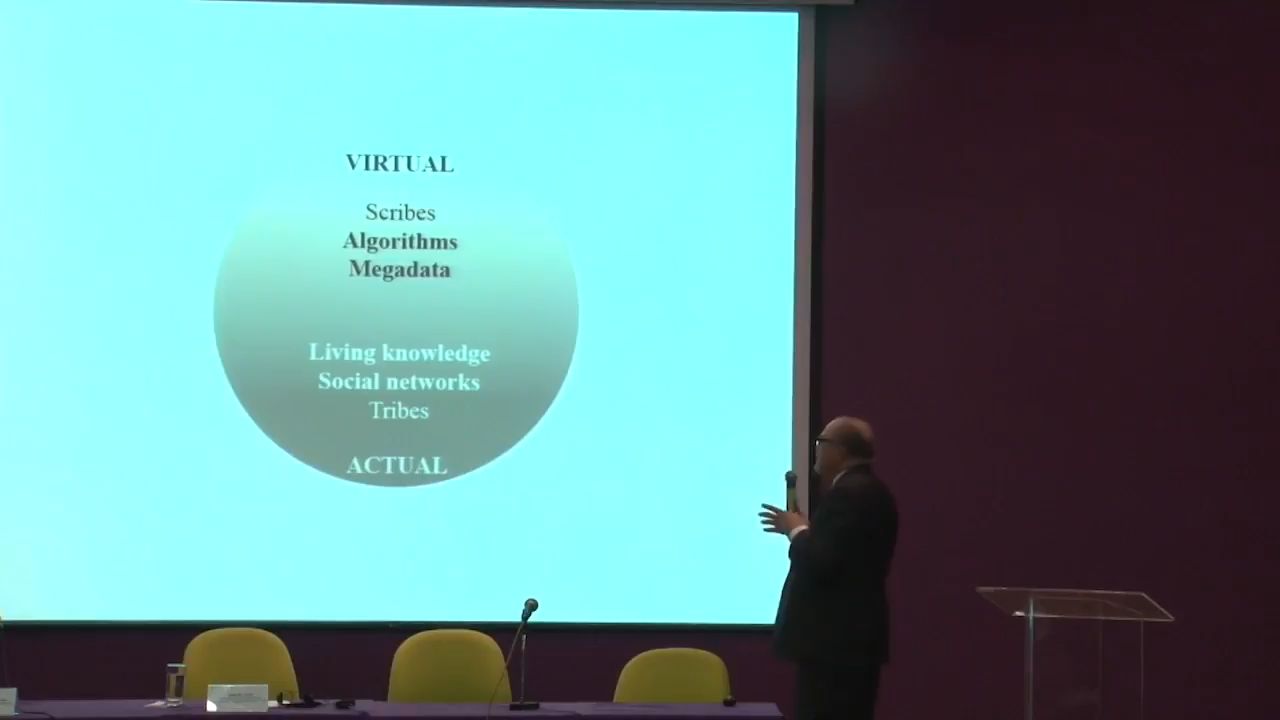 VIRTUAL
Scribes
Algorithms
Megadata
Living knowledge
Social networks
Tribes
ACTUAL